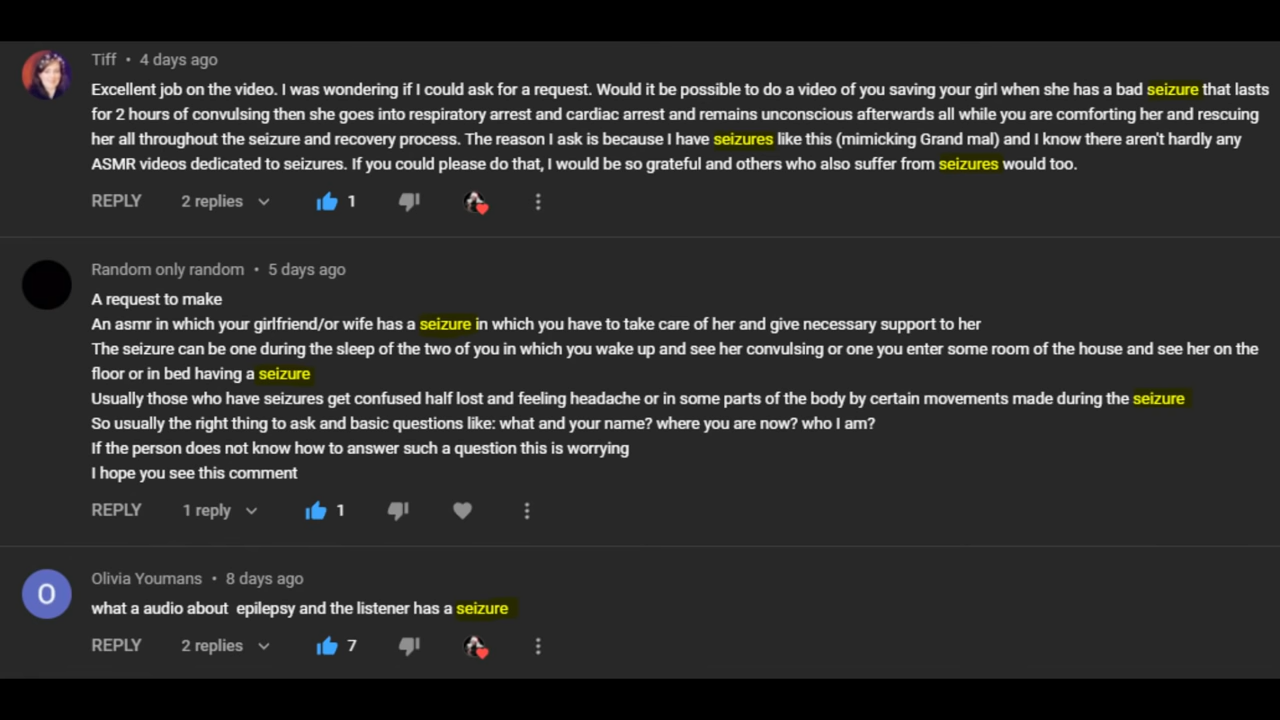 Tiff • 4 days ago
Excellent job on the video. I was wondering if I could ask for a request. Would it be possible to do a video of you saving your girl when she has a bad seizure that lasts
for 2 hours of convulsing then she goes into respiratory arrest and cardiac arrest and remains unconscious afterwards all while you are comforting her and rescuing
her all throughout the seizure and recovery process. The reason I ask is because I have seizures like this (mimicking Grand mal) and I know there aren't hardly any
ASMR videos dedicated to seizures. If you could please do that, I would be so grateful and others who also suffer from seizures would too.
REPLY 2 replies 1
Random only random • 5 days ago
A request to make
An asmr in which your girlfriend/or wife has a seizure in which you have to take care of her and give necessary support to her
The seizure can be one during the sleep of the two of you in which you wake up and see her convulsing or one you enter some room of the house and see her on the
floor or in bed having a seizure
Usually those who have seizures get confused half lost and feeling headache or in some parts of the body by certain movements made during the seizure
So usually the right thing to ask and basic questions like: what and your name? where you are now? who I am?
If the person does not know how to answer such a question this is worrying
I hope you see this comment
REPLY 1 reply 1
O
Olivia Youmans • 8 days ago
what a audio about epilepsy and the listener has a seizure
REPLY 2 replies 7